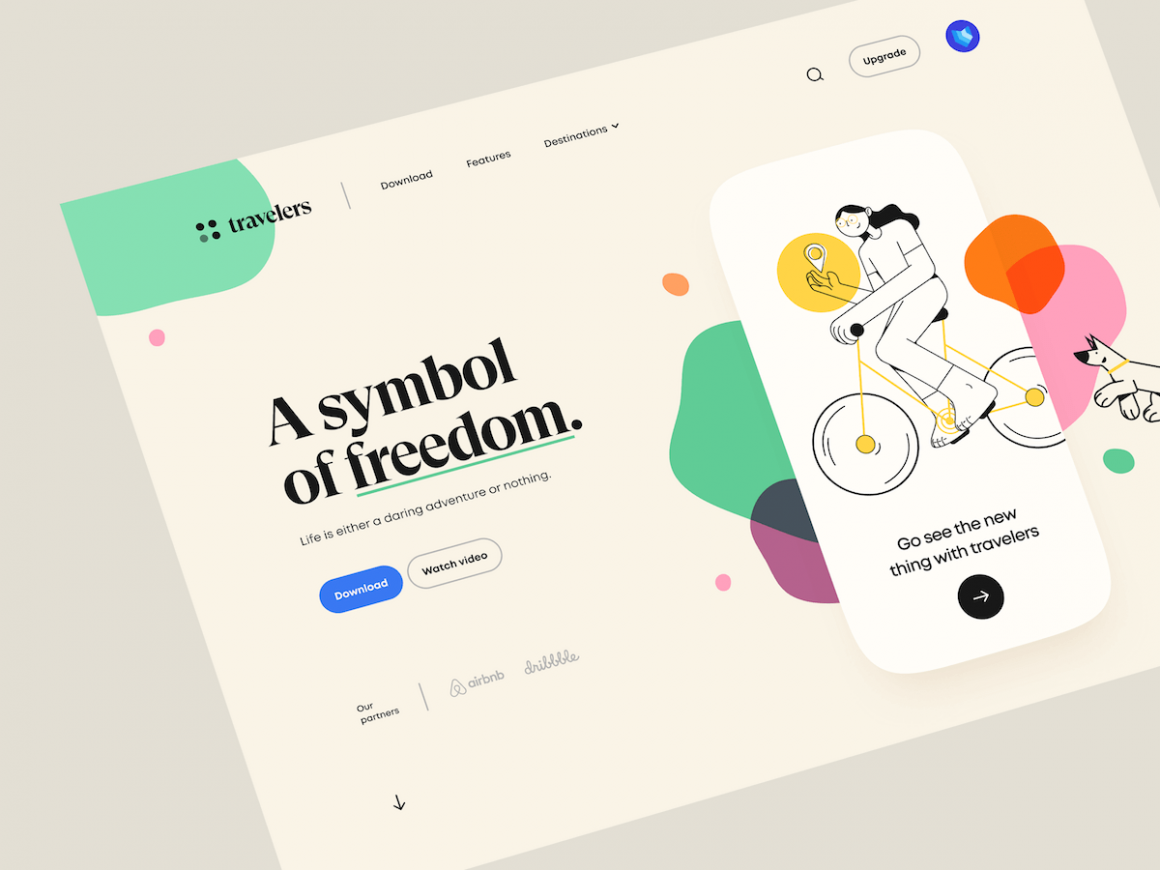 travelers
Download
Features
Destinations
Upgrade
A symbol
of freedom.
Life is either a daring adventure or nothing.
Download
Watch video
Our
partners
airbnb
dribbble
Go see the new
thing with travelers